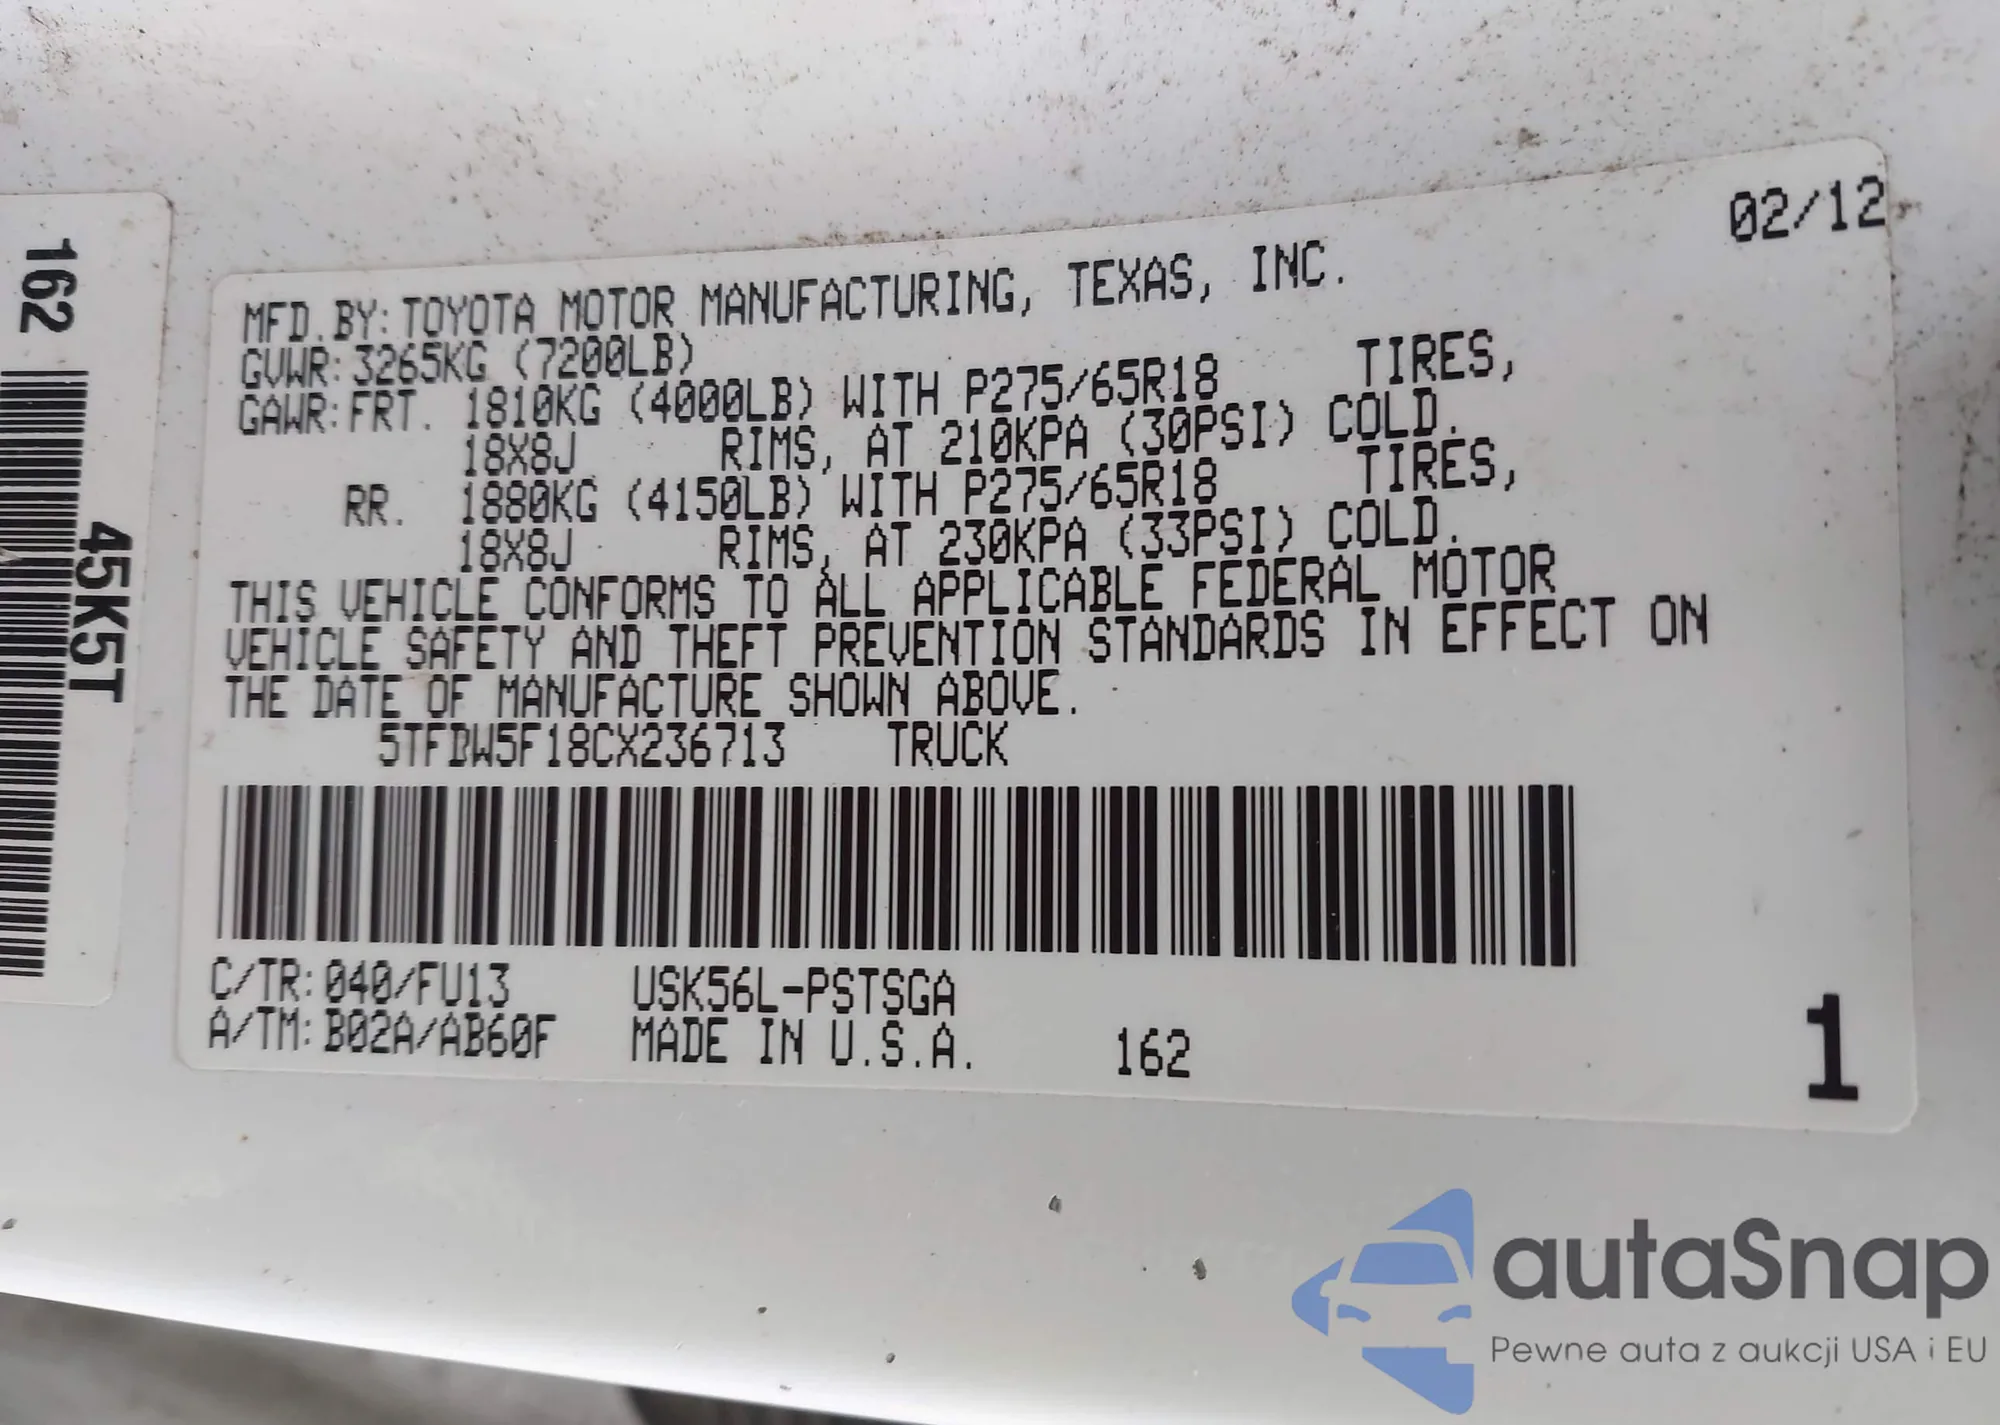 162
45K5T
02/12
MFD.BY:TOYOTA MOTOR MANUFACTURING, TEXAS, INC.
GVWR:3265KG (7200LB)
GAWR:FRT. 1810KG (4000LB) WITH P275/65R18 TIRES,
18X8J RIMS, AT 210KPA (30PSI) COLD.
RR. 1880KG (4150LB) WITH P275/65R18 TIRES,
18X8J RIMS, AT 230KPA (33PSI) COLD.
THIS VEHICLE CONFORMS TO ALL APPLICABLE FEDERAL MOTOR
VEHICLE SAFETY AND THEFT PREVENTION STANDARDS IN EFFECT ON
THE DATE OF MANUFACTURE SHOWN ABOVE.
5TFDW5F18CX236713 TRUCK
C/TR:040/FU13 USK56L-PSTSGA
A/TM:B02A/AB60F MADE IN U.S.A. 162
1
autaSnap
Pewne auta z aukcji USA i EU